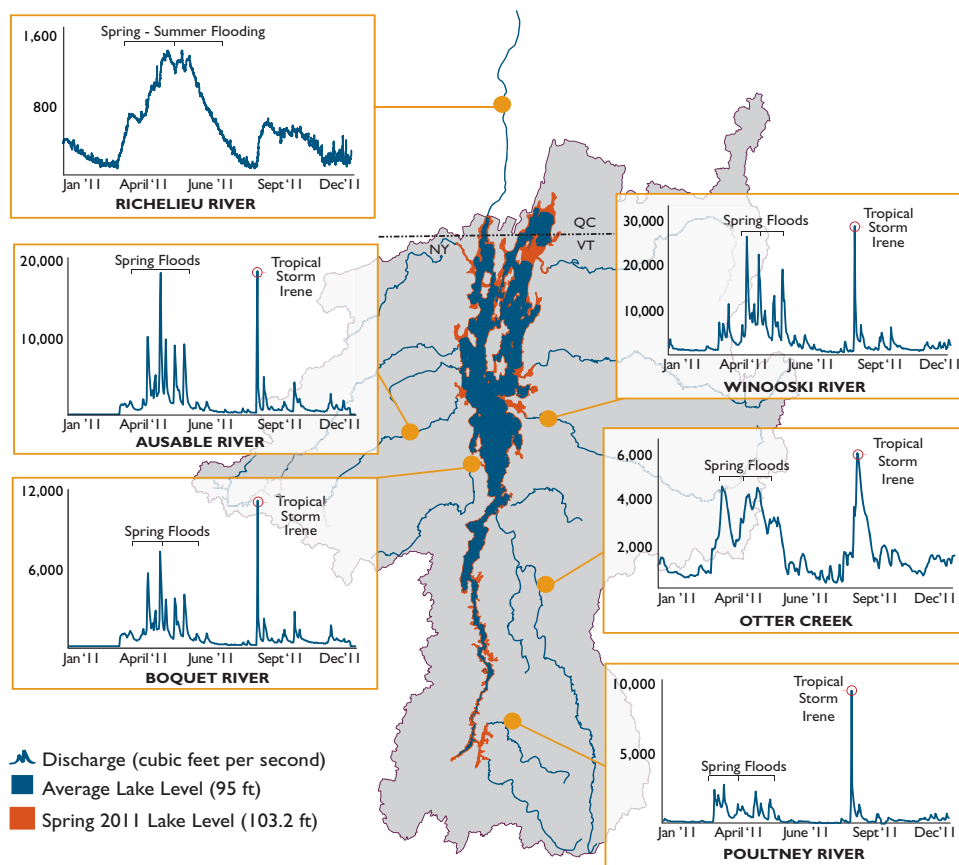 Spring - Summer Flooding
1,600
800
Jan '11 April '11 June '11 Sept '11 Dec'11
RICHELIEU RIVER
QC
VT
NY
Spring Floods
Tropical
Storm
Irene
20,000
10,000
Jan '11 April '11 June '11 Sept '11 Dec'11
AUSABLE RIVER
Spring Floods
Tropical
Storm
Irene
12,000
6,000
Jan '11 April '11 June '11 Sept '11 Dec'11
BOQUET RIVER
Spring Floods
Tropical
Storm
Irene
30,000
20,000
10,000
Jan '11 April '11 June '11 Sept '11 Dec'11
WINOOSKI RIVER
Spring Floods
Tropical
Storm
Irene
6,000
4,000
2,000
Jan '11 April '11 June '11 Sept '11 Dec'11
OTTER CREEK
Spring Floods
Tropical
Storm
Irene
10,000
5,000
Jan '11 April '11 June '11 Sept '11 Dec'11
POULTNEY RIVER
Discharge (cubic feet per second)
Average Lake Level (95 ft)
Spring 2011 Lake Level (103.2 ft)